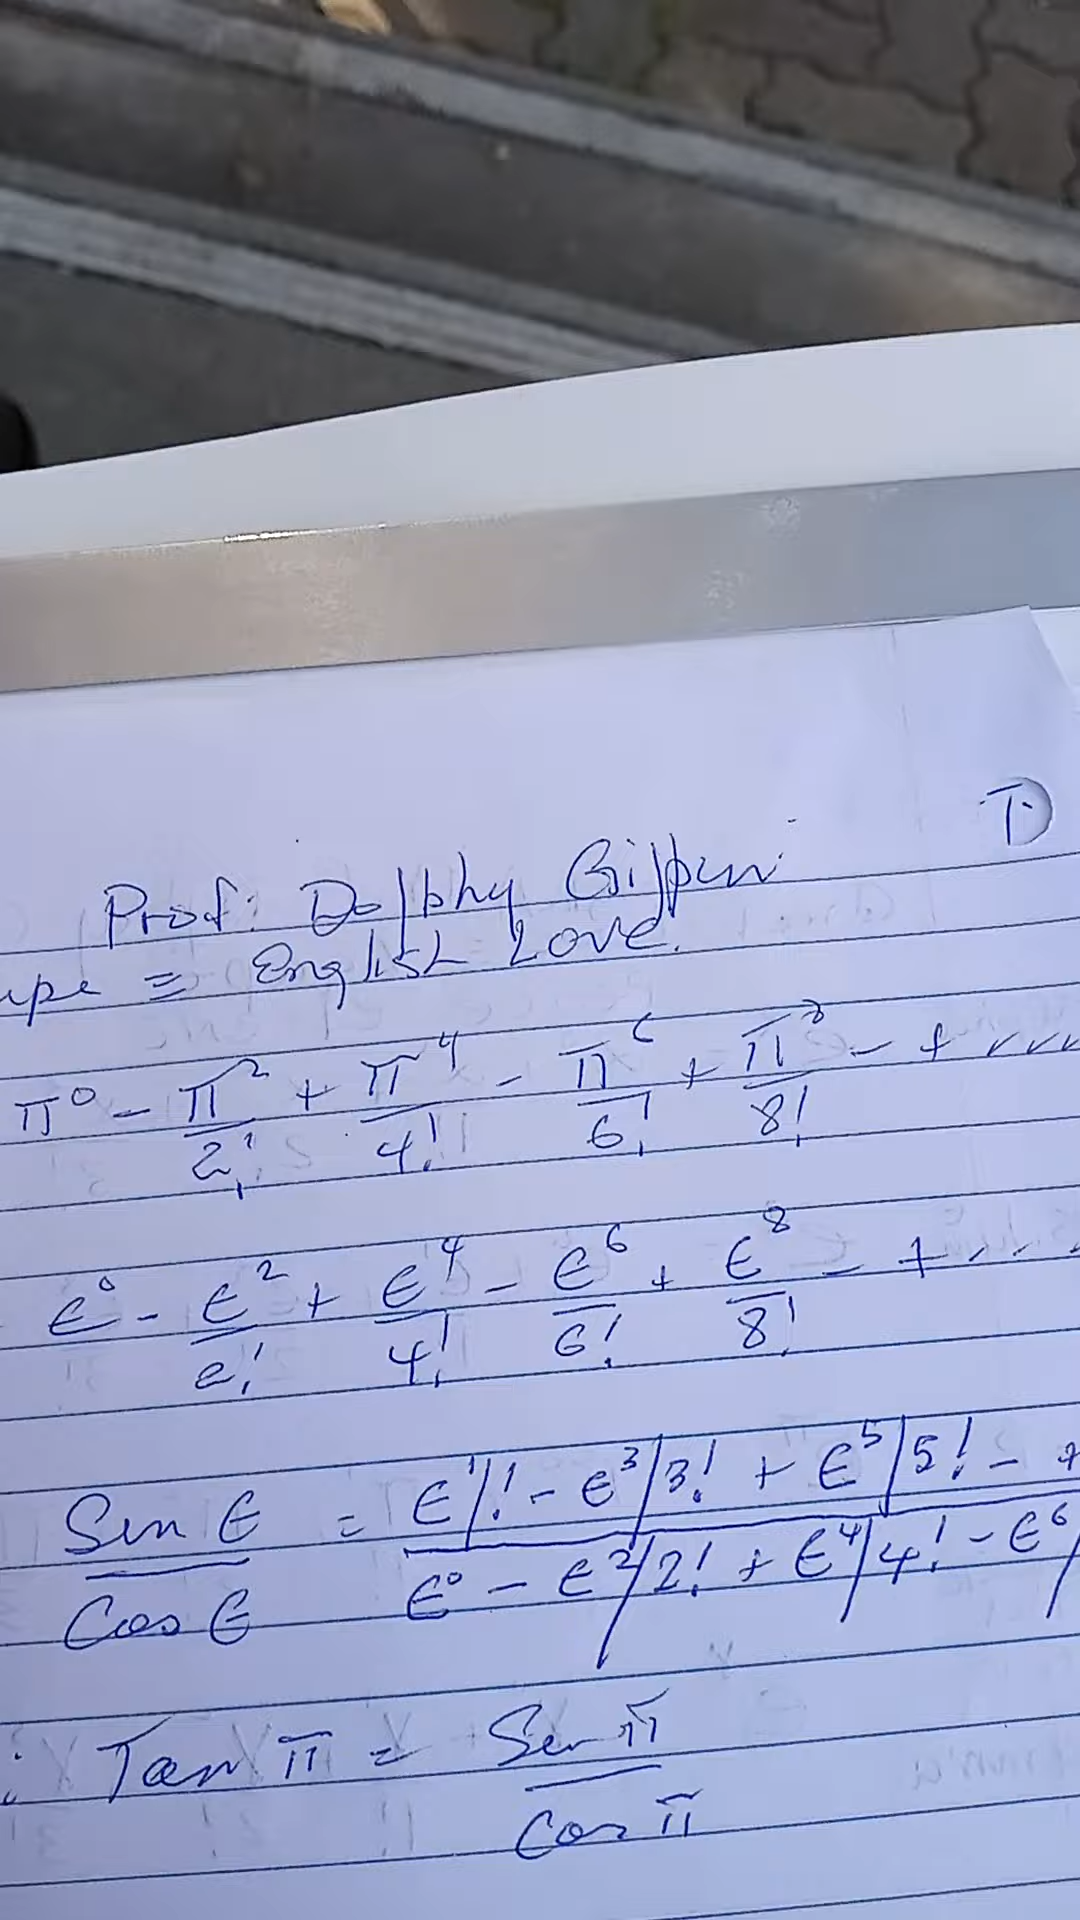 ①
Prof: Dolphy
= English Love.
π⁰ - π²/2! + π⁴/4! - π⁶/6! + π⁸/8! - + ....
ϵ⁰ - ϵ²/2! + ϵ⁴/4! - ϵ⁶/6! + ϵ⁸/8! - + ....
Sin ϵ / Cos ϵ = (ϵ¹/! - ϵ³/3! + ϵ⁵/5! - +) / (ϵ⁰ - ϵ²/2! + ϵ⁴/4! - ϵ⁶/)
: Tan π = Sin π / Cos π